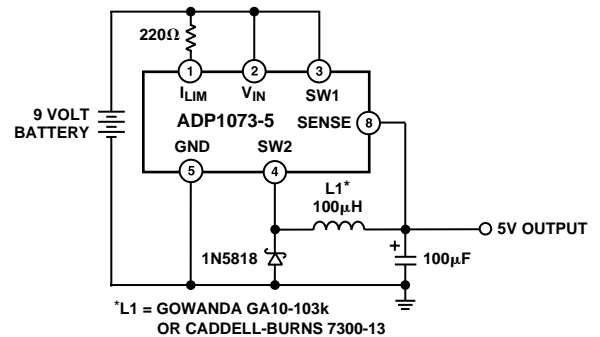 220Ω
1
2
3
I_LIM
V_IN
SW1
9 VOLT
BATTERY
ADP1073-5
SENSE
8
GND
SW2
5
4
L1*
100μH
5V OUTPUT
1N5818
+
100μF
*L1 = GOWANDA GA10-103k
OR CADDELL-BURNS 7300-13